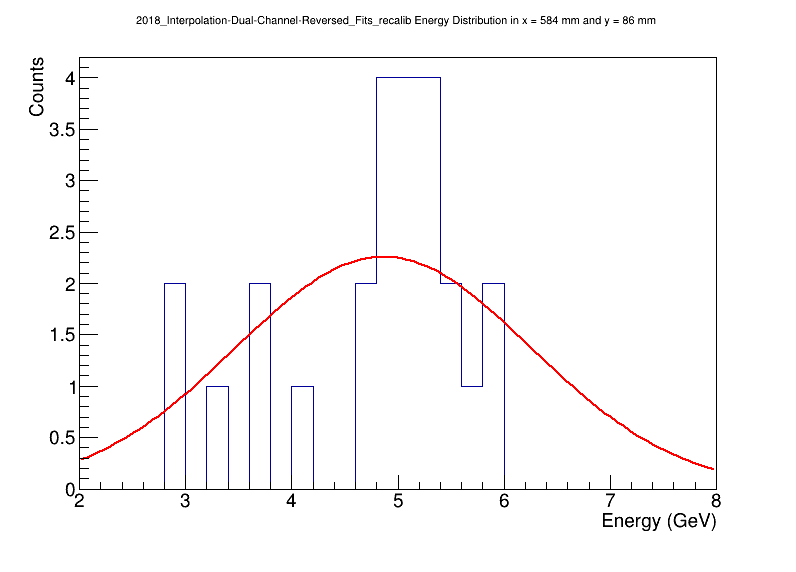 2018_Interpolation-Dual-Channel-Reversed_Fits_recalib Energy Distribution in x = 584 mm and y = 86 mm
Counts
4
3.5
3
2.5
2
1.5
1
0.5
0
2 3 4 5 6 7 8
Energy (GeV)